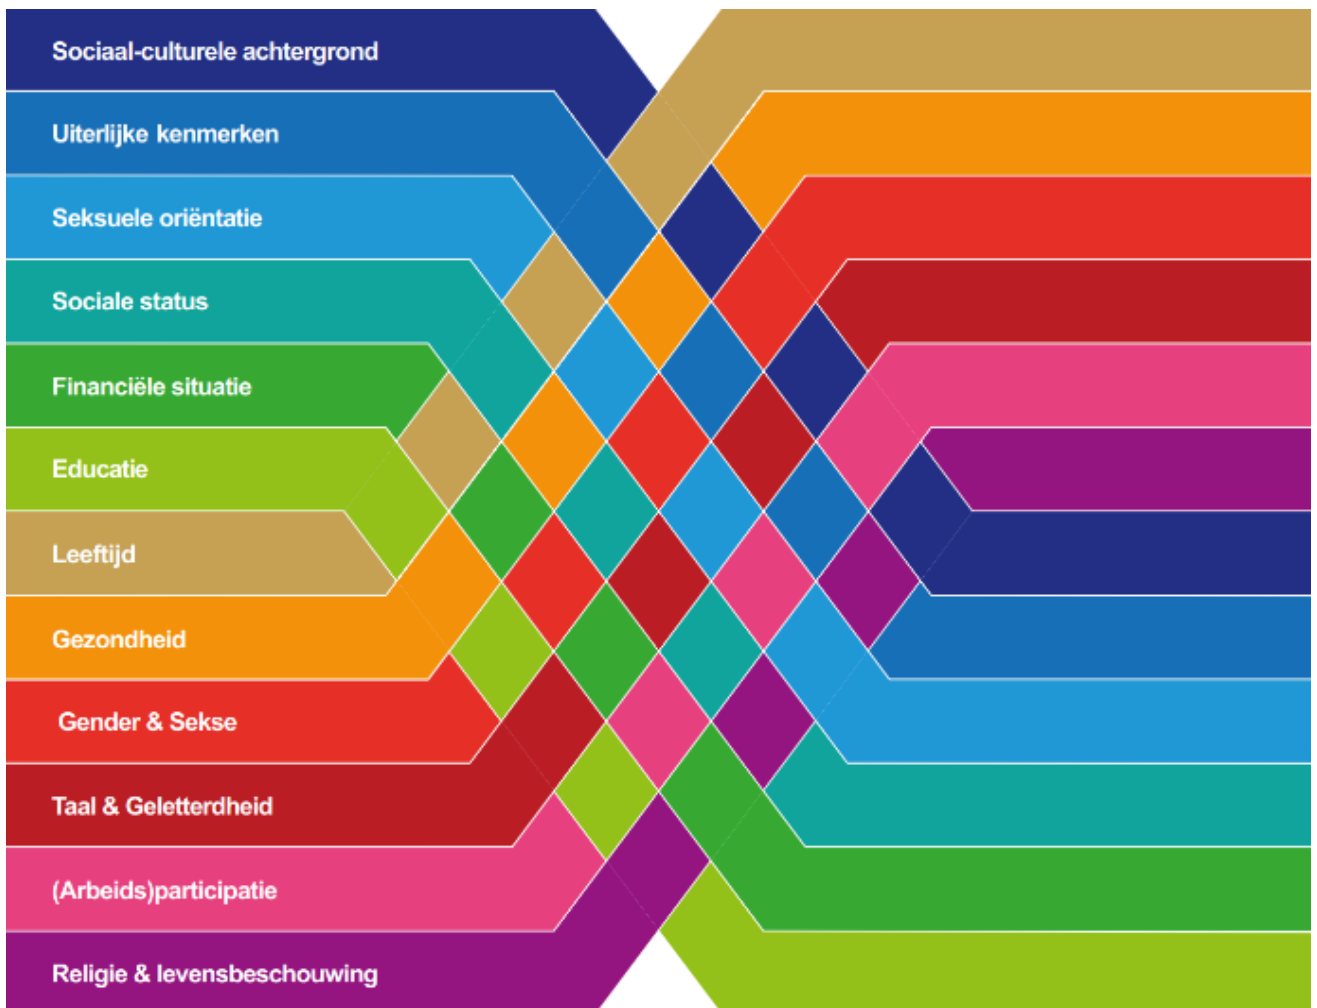 Sociaal-culturele achtergrond
Uiterlijke kenmerken
Seksuele oriëntatie
Sociale status
Financiële situatie
Educatie
Leeftijd
Gezondheid
Gender & Sekse
Taal & Geletterdheid
(Arbeids)participatie
Religie & levensbeschouwing